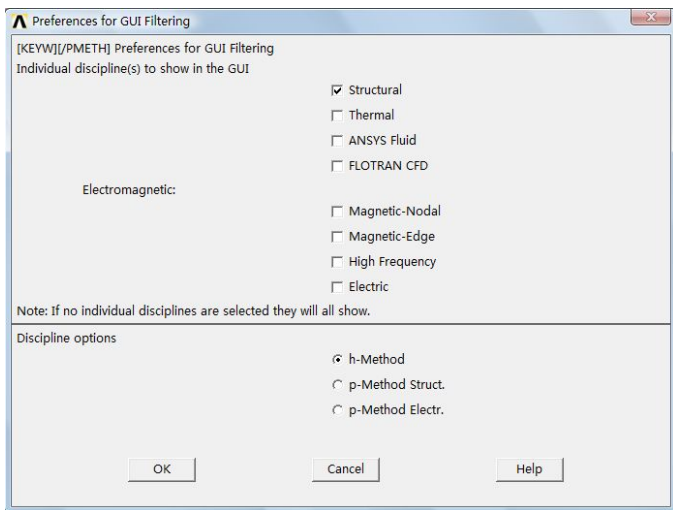 Preferences for GUI Filtering
[KEYW][/PMETH] Preferences for GUI Filtering
Individual discipline(s) to show in the GUI
Structural
Thermal
ANSYS Fluid
FLOTRAN CFD
Electromagnetic:
Magnetic-Nodal
Magnetic-Edge
High Frequency
Electric
Note: If no individual disciplines are selected they will all show.
Discipline options
h-Method
p-Method Struct.
p-Method Electr.
OK Cancel Help